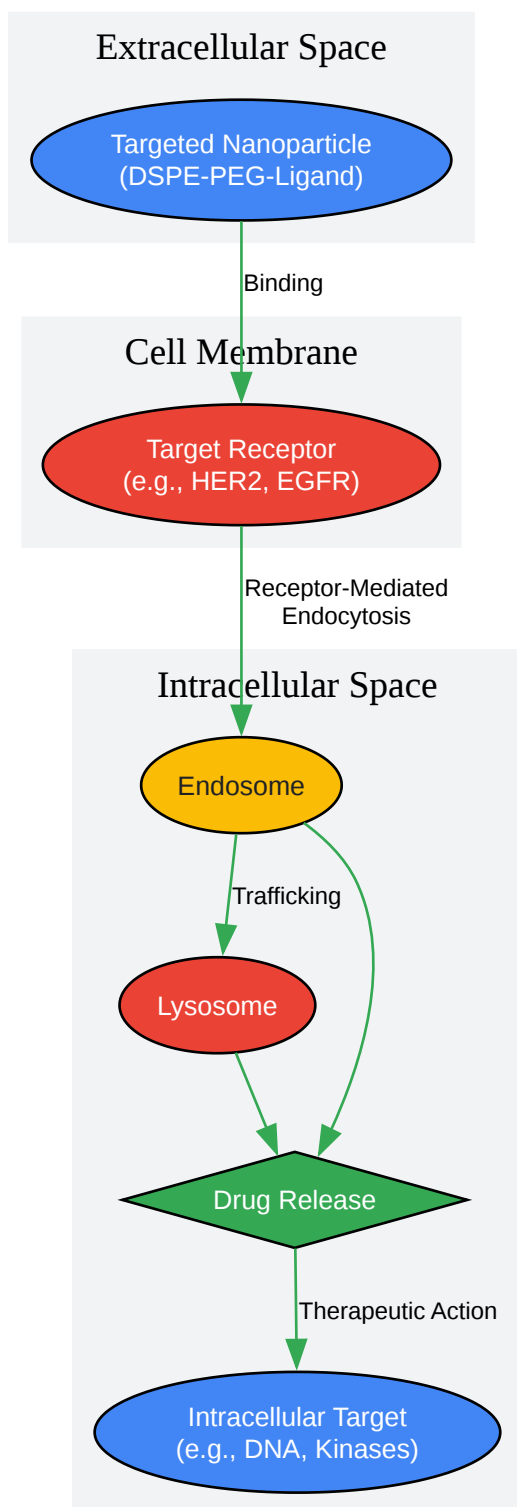 Extracellular Space
Targeted Nanoparticle
(DSPE-PEG-Ligand)
Binding
Cell Membrane
Target Receptor
(e.g., HER2, EGFR)
Receptor-Mediated
Endocytosis
Intracellular Space
Endosome
Trafficking
Lysosome
Drug Release
Therapeutic Action
Intracellular Target
(e.g., DNA, Kinases)